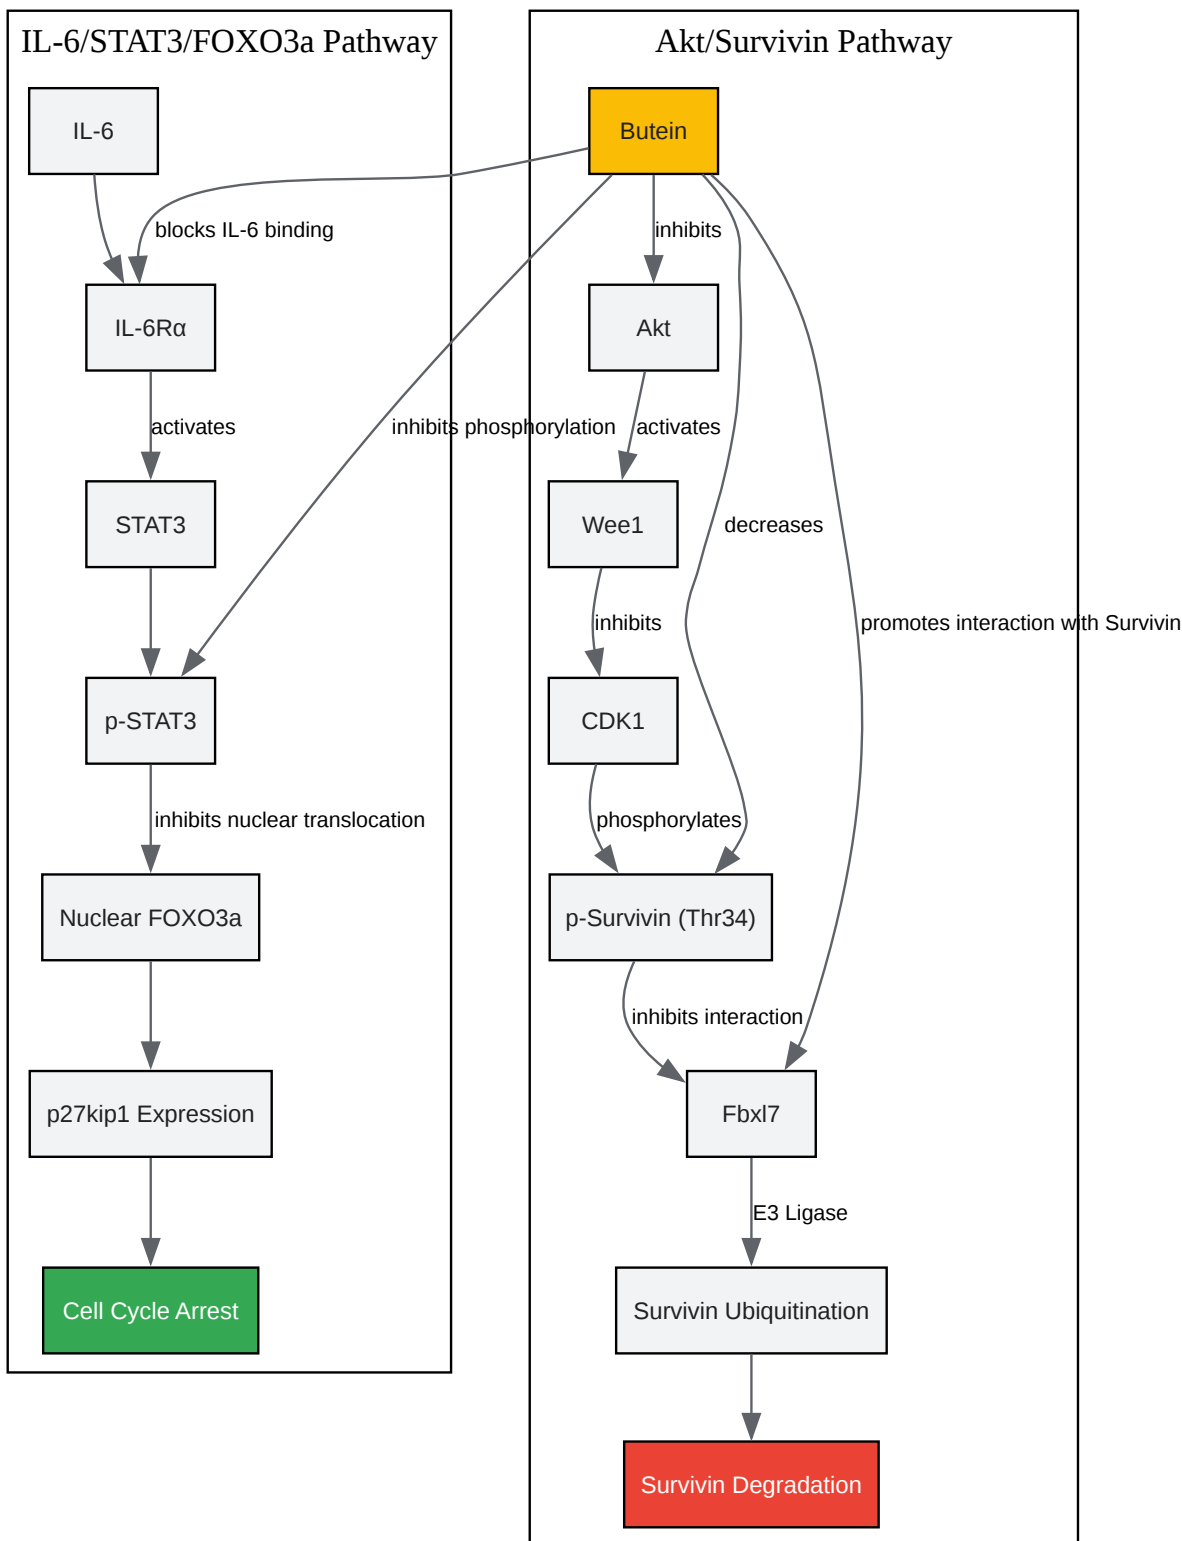 IL-6/STAT3/FOXO3a Pathway
Akt/Survivin Pathway
IL-6
Butein
blocks IL-6 binding
inhibits
IL-6Rα
Akt
activates
inhibits phosphorylation
activates
STAT3
Wee1
decreases
inhibits
promotes interaction with Survivin
p-STAT3
CDK1
inhibits nuclear translocation
phosphorylates
Nuclear FOXO3a
p-Survivin (Thr34)
inhibits interaction
p27kip1 Expression
Fbxl7
E3 Ligase
Cell Cycle Arrest
Survivin Ubiquitination
Survivin Degradation